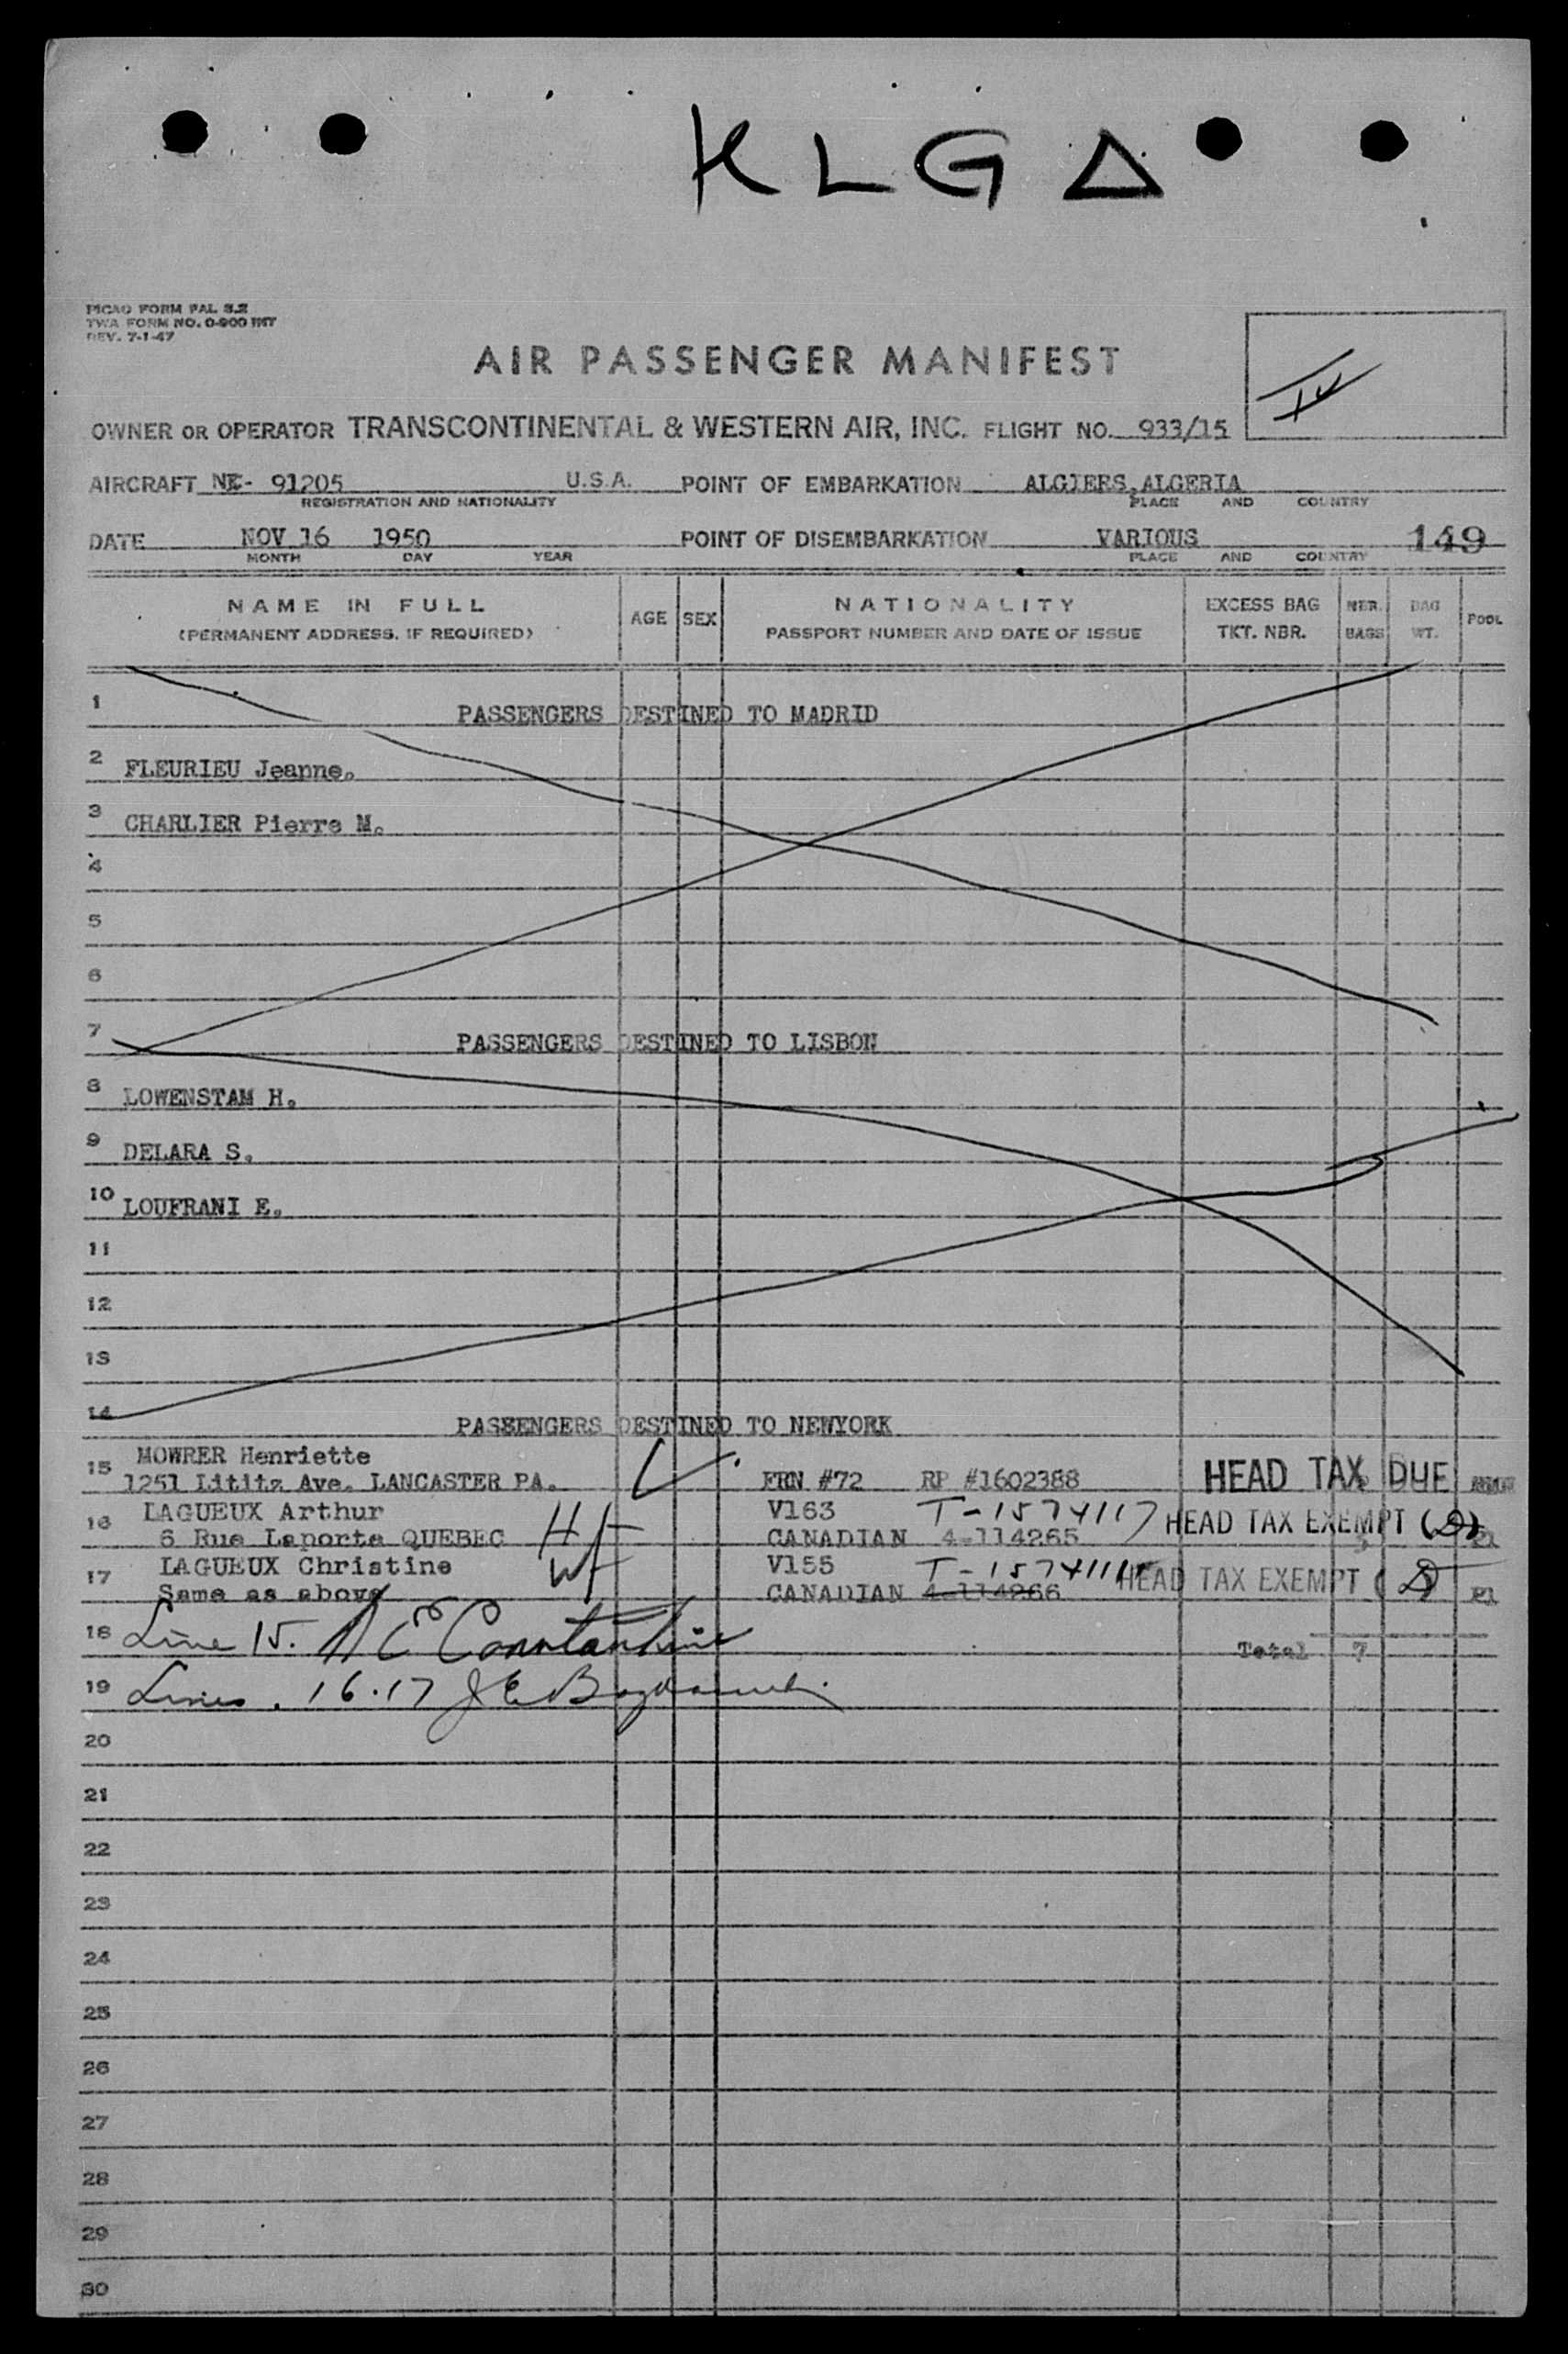 KLG Δ
PICAO FORM PAL 2.2
TWA FORM NO. 0-900 INT
REV. 7-1-47
AIR PASSENGER MANIFEST
OWNER OR OPERATOR TRANSCONTINENTAL & WESTERN AIR, INC. FLIGHT NO. 933/15
AIRCRAFT NC- 91205 U.S.A. POINT OF EMBARKATION ALGIERS, ALGERIA
REGISTRATION AND NATIONALITY PLACE AND COUNTRY
DATE NOV 16 1950 POINT OF DISEMBARKATION VARIOUS 149
MONTH DAY YEAR PLACE AND COUNTRY
NAME IN FULL AGE SEX NATIONALITY EXCESS BAG NBR. BAG POOL
(PERMANENT ADDRESS, IF REQUIRED) PASSPORT NUMBER AND DATE OF ISSUE TKT. NBR. BAGS WT.
1 PASSENGERS DESTINED TO MADRID
2 FLEURIEU Jeanne.
3 CHARLIER Pierre M.
4
5
6
7 PASSENGERS DESTINED TO LISBON
8 LOWENSTAM H.
9 DELARA S.
10 LOUFRANI E.
11
12
13
14 PASSENGERS DESTINED TO NEWYORK
MOWRER Henriette
15 1251 Lititz Ave. LANCASTER PA. FRN #72 RP #1602388 HEAD TAX DUE
LAGUEUX Arthur V163 T-1574117 HEAD TAX EXEMPT
16 6 Rue Laporte QUEBEC CANADIAN 4-114265
LAGUEUX Christine V155 HEAD TAX EXEMPT
17 Same as above CANADIAN 4-114266
18 Line 15. Total 7
19 Lines. 16.17
20
21
22
23
24
25
26
27
28
29
30